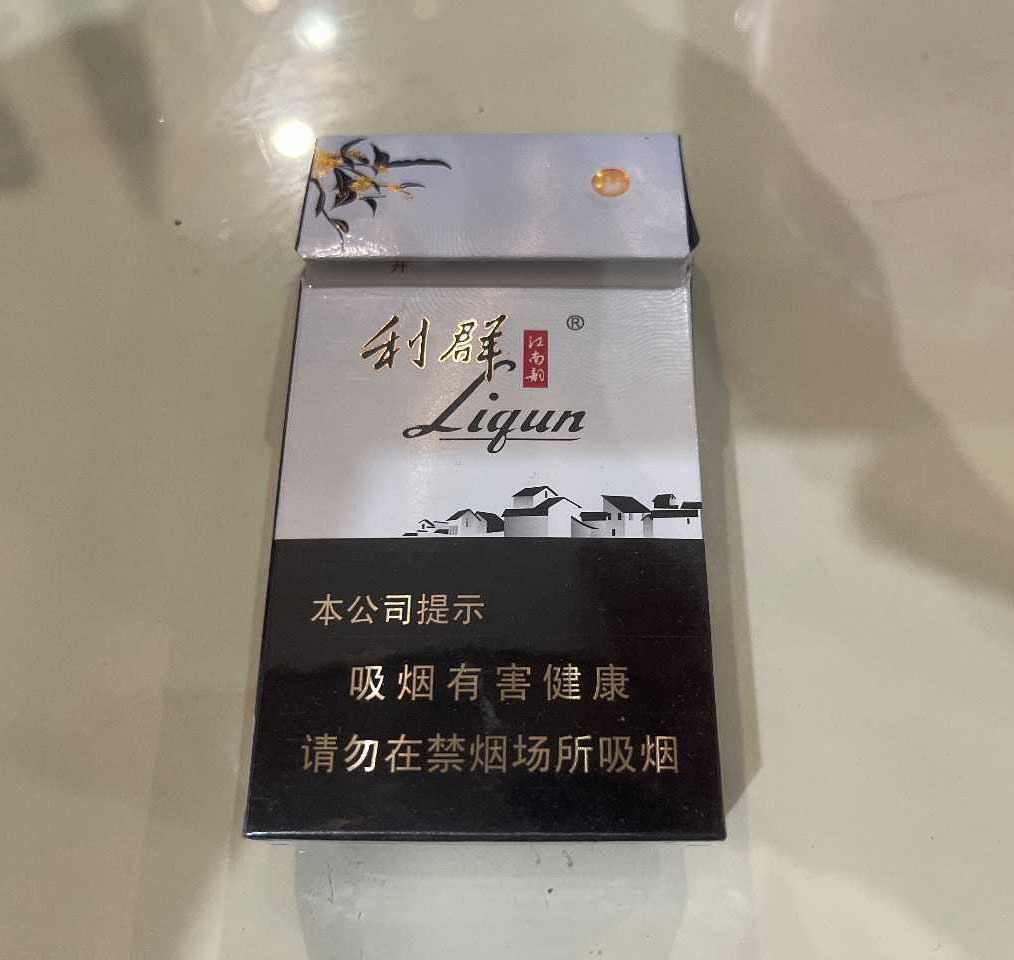 利群
江南韵
®
Liqun
本公司提示
吸烟有害健康
请勿在禁烟场所吸烟